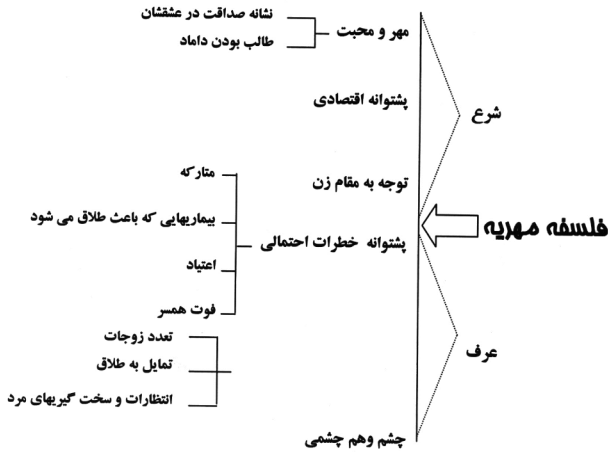 فلسفه مهریه
شرع
مهر و محبت
نشانه صداقت در عشقشان
طالب بودن داماد
پشتوانه اقتصادی
توجه به مقام زن
پشتوانه خطرات احتمالی
متارکه
بیماریهایی که باعث طلاق می شود
اعتیاد
فوت همسر
عرف
تعدد زوجات
تمایل به طلاق
انتظارات و سخت گیریهای مرد
چشم وهم چشمی